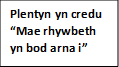 Plentyn yn credu
“Mae rhywbeth
yn bod arna i”